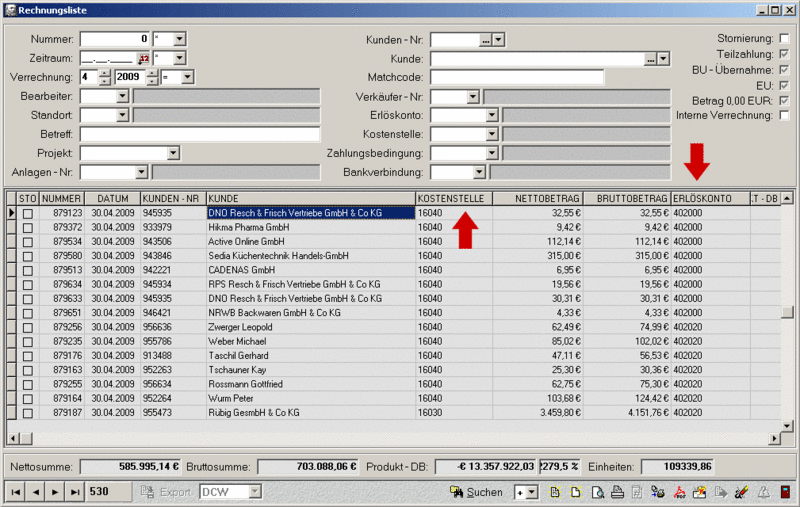 Rechnungsliste
Nummer: 0 * Kunden - Nr: ... Stornierung:
Zeitraum: __.__.____ 12 * Kunde: ... Teilzahlung:
Verrechnung: 4 2009 = Matchcode: BU - Übernahme:
Bearbeiter: Verkäufer - Nr: EU:
Standort: Erlöskonto: Betrag 0,00 EUR:
Betreff: Kostenstelle: Interne Verrechnung:
Projekt: Zahlungsbedingung:
Anlagen - Nr: Bankverbindung:
STO NUMMER DATUM KUNDEN - NR KUNDE KOSTENSTELLE NETTOBETRAG BRUTTOBETRAG ERLÖSKONTO .T - DB
879123 30.04.2009 945935 DNO Resch & Frisch Vertriebe GmbH & Co KG 16040 32,55 € 32,55 € 402000
879372 30.04.2009 933979 Hikma Pharma GmbH 16040 9,42 € 9,42 € 402000
879534 30.04.2009 943506 Active Online GmbH 16040 112,14 € 112,14 € 402000
879580 30.04.2009 943846 Sedia Küchentechnik Handels-GmbH 16040 315,00 € 315,00 € 402000
879513 30.04.2009 942221 CADENAS GmbH 16040 6,95 € 6,95 € 402000
879634 30.04.2009 945934 RPS Resch & Frisch Vertriebe GmbH & Co KG 16040 19,56 € 19,56 € 402000
879633 30.04.2009 945935 DNO Resch & Frisch Vertriebe GmbH & Co KG 16040 30,31 € 30,31 € 402000
879651 30.04.2009 946421 NRWB Backwaren GmbH & Co KG 16040 4,33 € 4,33 € 402000
879256 30.04.2009 956636 Zwerger Leopold 16040 62,49 € 74,99 € 402020
879235 30.04.2009 955786 Weber Michael 16040 85,02 € 102,02 € 402020
879176 30.04.2009 913488 Taschil Gerhard 16040 47,11 € 56,53 € 402020
879163 30.04.2009 952263 Tschauner Kay 16040 25,30 € 30,36 € 402020
879255 30.04.2009 956634 Rossmann Gottfried 16040 62,75 € 75,30 € 402020
879164 30.04.2009 952264 Wurm Peter 16040 103,68 € 124,42 € 402020
879187 30.04.2009 955473 Rübig GesmbH & Co KG 16030 3.459,80 € 4.151,76 € 402020
Nettosumme: 585.995,14 € Bruttosumme: 703.088,06 € Produkt - DB: -€ 13.357.922,03 2279,5 % Einheiten: 109339,86
530 Export DCW Suchen +